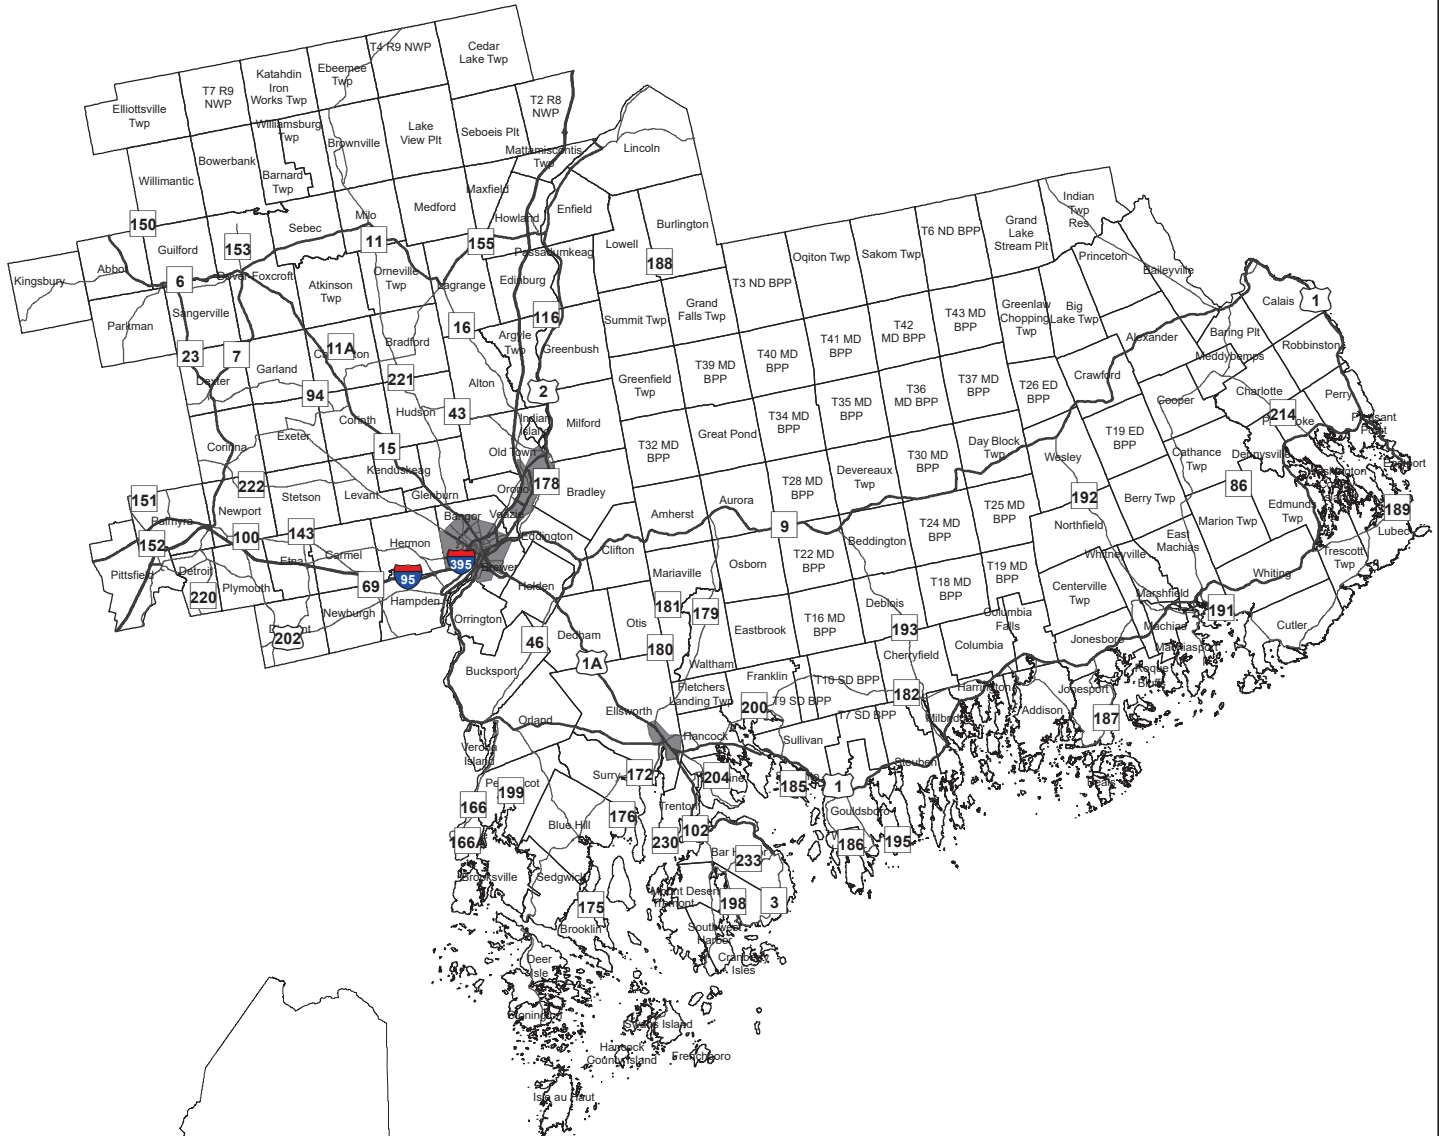 T4 R9 NWP
Cedar
Lake Twp
Ebeemee
Twp
Katahdin
Iron
Works Twp
T7 R9
NWP
Elliottsville
Twp
T2 R8
NWP
Williamsburg
Twp
Brownville
Lake
View Plt
Seboeis Plt
Mattamiscontis
Twp
Lincoln
Bowerbank
Willimantic
Barnard
Twp
Maxfield
Medford
Howland
Enfield
Burlington
Milo
Sebec
150
Guilford
153
11
155
Lowell
188
Passadumkeag
Kingsbury
Abbot
6
Dover-Foxcroft
Atkinson
Twp
Orneville
Twp
Lagrange
Edinburg
Sangerville
Parkman
16
116
Argyle
Twp
Greenbush
Summit Twp
Grand
Falls Twp
T3 ND BPP
Oqiton Twp
Sakom Twp
T6 ND BPP
Grand
Lake
Stream Plt
Indian
Twp
Res
Princeton
Baileyville
Calais
1
23
7
11A
Bradford
Garland
Dexter
94
221
Alton
Hudson
43
2
Corinth
Exeter
Corinna
15
Kenduskeag
Indian
Island
Milford
Old Town
Greenfield
Twp
T39 MD
BPP
T40 MD
BPP
T41 MD
BPP
T42
MD BPP
T43 MD
BPP
Greenlaw
Chopping
Twp
Big
Lake Twp
Alexander
Baring Plt
Meddybemps
Robbinston
Crawford
T26 ED
BPP
T37 MD
BPP
T36
MD BPP
T35 MD
BPP
T34 MD
BPP
Great Pond
T32 MD
BPP
Cooper
Charlotte
Perry
214
Pleasant
Point
Eastport
Dennysville
Cathance
Twp
T19 ED
BPP
Wesley
Day Block
Twp
T30 MD
BPP
Devereaux
Twp
T28 MD
BPP
222
Stetson
Levant
Glenburn
Orono
178
Bradley
151
Newport
Palmyra
152
100
143
Etna
Carmel
Hermon
Bangor
Veazie
Eddington
Clifton
Amherst
Aurora
9
192
Northfield
Berry Twp
86
Marion Twp
Edmunds
Twp
189
Lubec
Trescott
Twp
Whiting
East
Machias
Whitneyville
T25 MD
BPP
T24 MD
BPP
Beddington
T22 MD
BPP
Osborn
Mariaville
Pittsfield
Detroit
220
Plymouth
69
95
395
Brewer
Holden
Hampden
Newburgh
202
Orrington
46
Dedham
Otis
181
179
180
Eastbrook
T16 MD
BPP
Deblois
193
T18 MD
BPP
T19 MD
BPP
Columbia
Falls
Centerville
Twp
Marshfield
191
Machias
Machiasport
Cutler
Jonesboro
Roque
Bluffs
Columbia
Cherryfield
Bucksport
1A
Waltham
Fletchers
Landing Twp
Franklin
T10 SD BPP
T9 SD BPP
200
182
Harrington
Milbridge
Addison
Jonesport
187
Beals
Ellsworth
Orland
Hancock
Sullivan
T7 SD BPP
Steuben
Verona
Island
199
166
166A
Surry
172
204
185
1
Gouldsboro
Trenton
176
Blue Hill
230
102
186
195
233
Brooksville
Sedgwick
Mount Desert
Tremont
198
3
175
Brooklin
Southwest
Harbor
Cranberry
Isles
Deer
Isle
Stonington
Swans Island
Hancock
County Island
Frenchboro
Isle au Haut